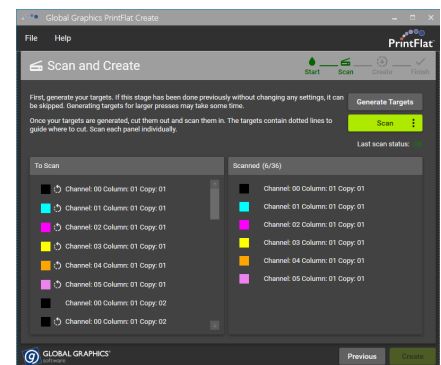 Global Graphics PrintFlat Create
File Help
PrintFlat
Scan and Create
Start Scan Create Finish
First, generate your targets. If this stage has been done previously without changing any settings, it can
be skipped. Generating targets for larger presses may take some time.
Generate Targets
Once your targets are generated, cut them out and scan them in. The targets contain dotted lines to
guide where to cut. Scan each panel individually.
Scan
Last scan status:
To Scan
Channel: 00 Column: 01 Copy: 01
Channel: 01 Column: 01 Copy: 01
Channel: 02 Column: 01 Copy: 01
Channel: 03 Column: 01 Copy: 01
Channel: 04 Column: 01 Copy: 01
Channel: 05 Column: 01 Copy: 01
Channel: 00 Column: 01 Copy: 02
Channel: 00 Column: 01 Copy: 02
Scanned (6/36)
Channel: 00 Column: 01 Copy: 01
Channel: 01 Column: 01 Copy: 01
Channel: 02 Column: 01 Copy: 01
Channel: 03 Column: 01 Copy: 01
Channel: 04 Column: 01 Copy: 01
Channel: 05 Column: 01 Copy: 01
GLOBAL GRAPHICS
software
Previous Create